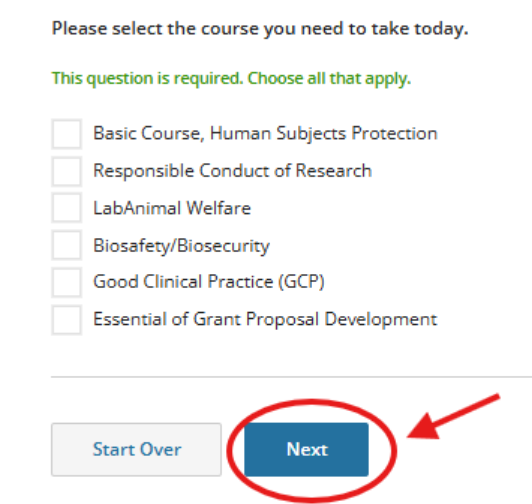 Please select the course you need to take today.
This question is required. Choose all that apply.
Basic Course, Human Subjects Protection
Responsible Conduct of Research
LabAnimal Welfare
Biosafety/Biosecurity
Good Clinical Practice (GCP)
Essential of Grant Proposal Development
Start Over
Next